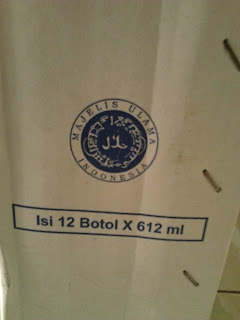 MAJELIS ULAMA
حلال
INDONESIA
Isi 12 Botol X 612 ml